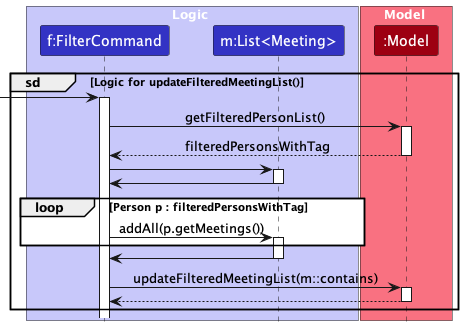 Logic
Model
f:FilterCommand
m:List<Meeting>
:Model
sd
[Logic for updateFilteredMeetingList()]
getFilteredPersonList()
filteredPersonsWithTag
loop
[Person p : filteredPersonsWithTag]
addAll(p.getMeetings())
updateFilteredMeetingList(m::contains)